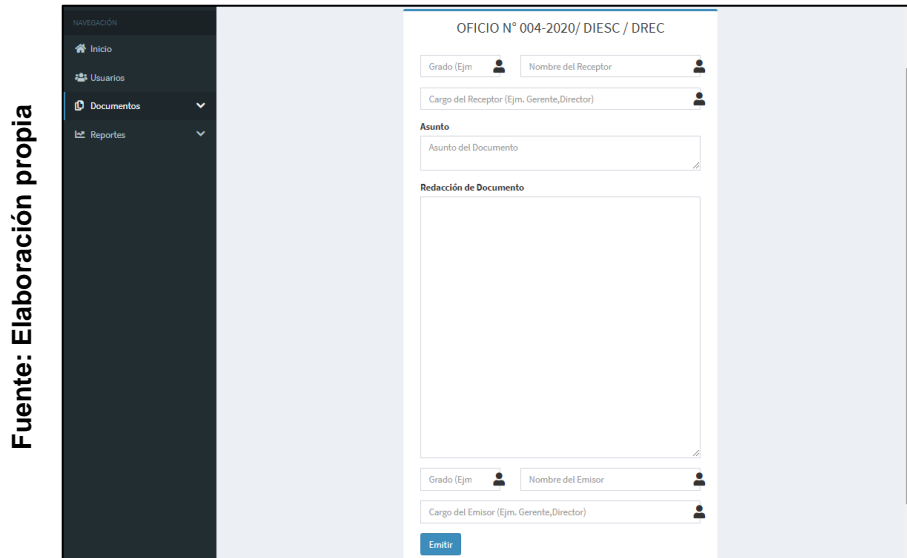 Fuente: Elaboración propia
NAVEGACIÓN
Inicio
Usuarios
Documentos
Reportes
OFICIO N° 004-2020/ DIESC / DREC
Grado (Ejm
Nombre del Receptor
Cargo del Receptor (Ejm. Gerente,Director)
Asunto
Asunto del Documento
Redacción de Documento
Grado (Ejm
Nombre del Emisor
Cargo del Emisor (Ejm. Gerente,Director)
Emitir